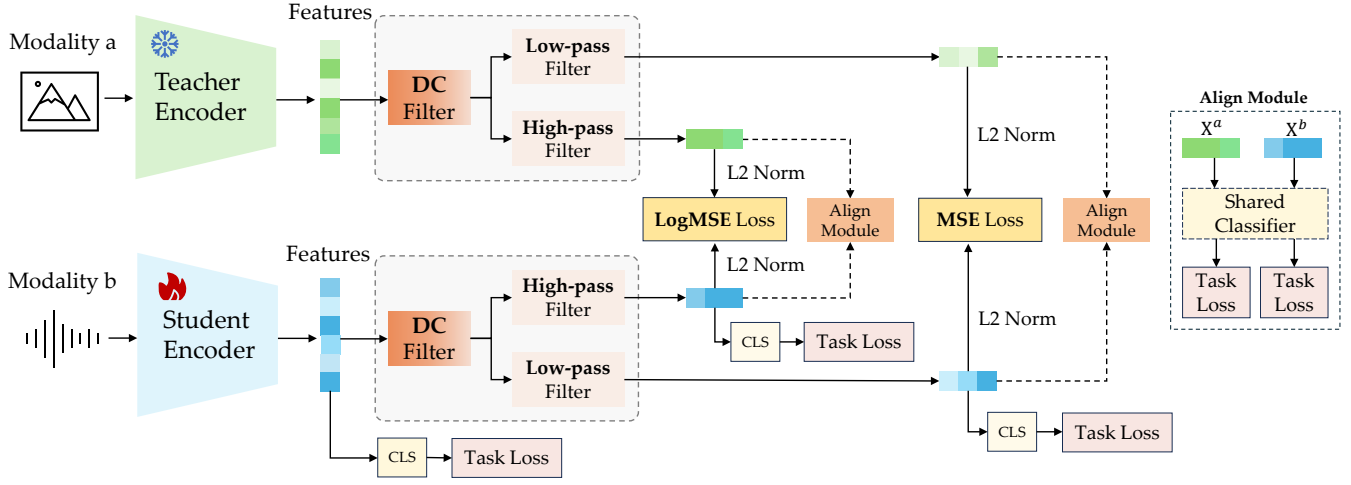 Modality a
Teacher
Encoder
Features
DC
Filter
Low-pass
Filter
High-pass
Filter
L2 Norm
LogMSE Loss
L2 Norm
Align
Module
L2 Norm
MSE Loss
L2 Norm
Align
Module
Modality b
Student
Encoder
Features
DC
Filter
High-pass
Filter
Low-pass
Filter
CLS
Task Loss
CLS
Task Loss
CLS
Task Loss
Align Module
Xᵃ
Xᵇ
Shared
Classifier
Task
Loss
Task
Loss